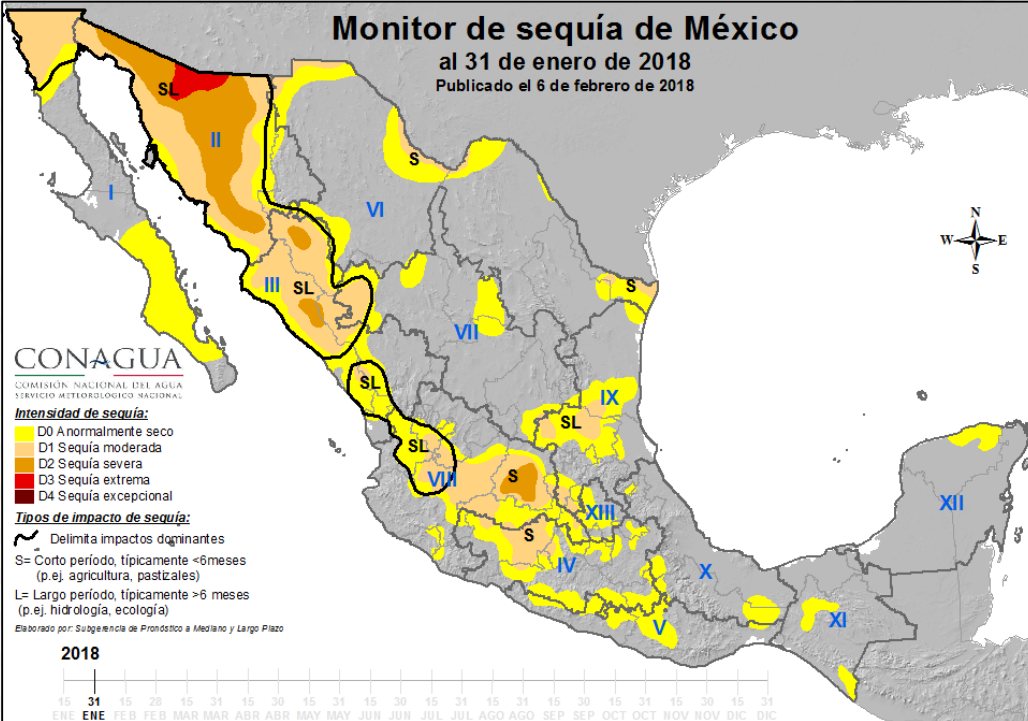 Monitor de sequía de México
al 31 de enero de 2018
Publicado el 6 de febrero de 2018
N
W E
S
SL
II
I
S
VI
III
SL
S
VII
SL
IX
SL
SL
VIII
S
XIII
S
IV
X
XII
V
XI
CONAGUA
COMISIÓN NACIONAL DEL AGUA
SERVICIO METEOROLÓGICO NACIONAL
Intensidad de sequía:
D0 Anormalmente seco
D1 Sequía moderada
D2 Sequía severa
D3 Sequía extrema
D4 Sequía excepcional
Tipos de impacto de sequía:
Delimita impactos dominantes
S= Corto período, típicamente <6meses
(p.ej. agricultura, pastizales)
L= Largo período, típicamente >6 meses
(p.ej. hidrología, ecología)
Elaborado por: Subgerencia de Pronóstico a Mediano y Largo Plazo
2018
15 31 15 28 15 31 15 30 15 31 15 30 15 31 15 31 15 30 15 31 15 30 15 31
ENE ENE FEB FEB MAR MAR ABR ABR MAY MAY JUN JUN JUL JUL AGO AGO SEP SEP OCT OCT NOV NOV DIC DIC